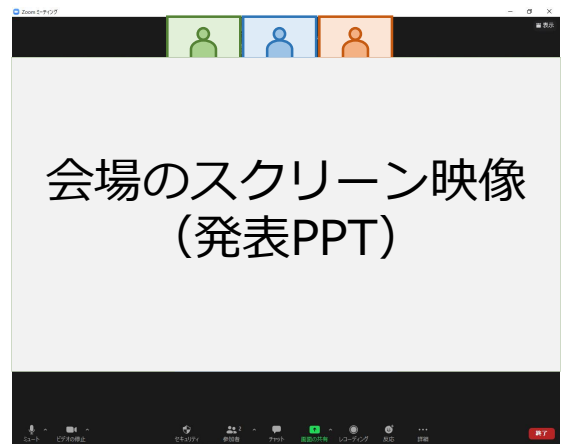 Zoom ミーティング
表示
会場のスクリーン映像
（発表PPT）
ミュート
ビデオの停止
セキュリティ
参加者
2
チャット
画面の共有
レコーディング
反応
詳細
終了